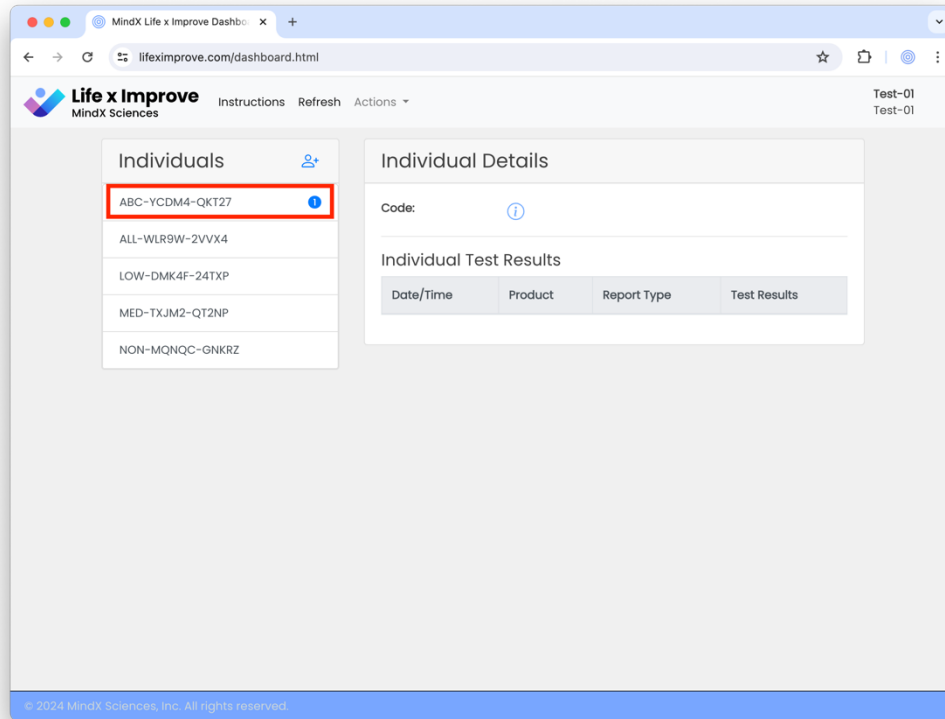 MindX Life x Improve Dashbo
lifeximprove.com/dashboard.html
Life x Improve
MindX Sciences
Instructions Refresh Actions
Test-01
Test-01
Individuals
ABC-YCDM4-QKT27 1
ALL-WLR9W-2VVX4
LOW-DMK4F-24TXP
MED-TXJM2-QT2NP
NON-MQNQC-GNKRZ
Individual Details
Code:
Individual Test Results
Date/Time Product Report Type Test Results
© 2024 MindX Sciences, Inc. All rights reserved.